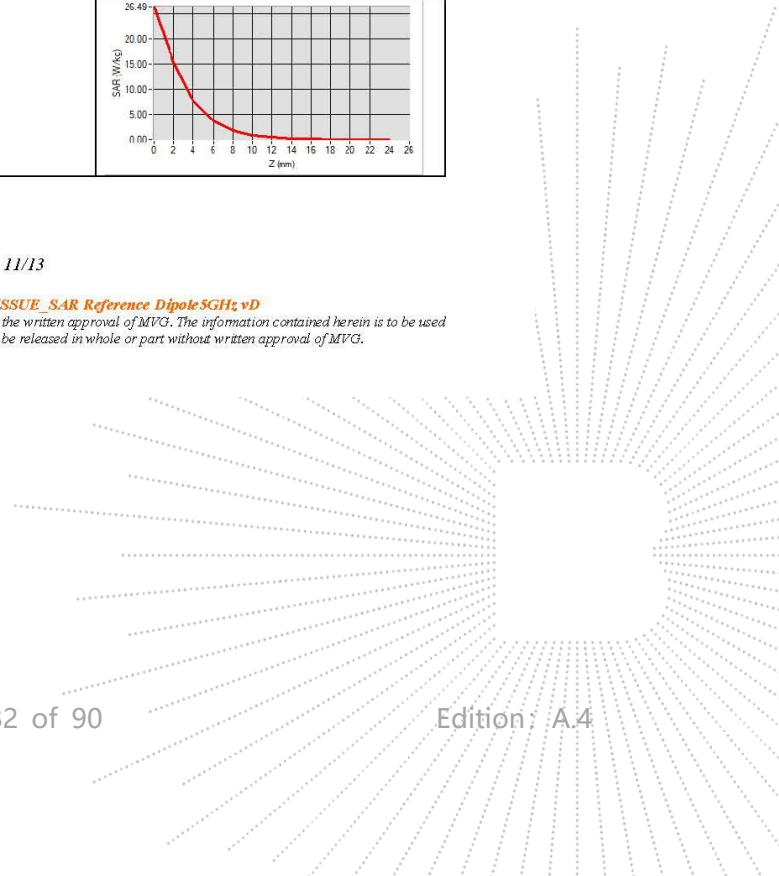 26.49
20.00
15.00
10.00
5.00
0.00
SAR (W/kg)
0 2 4 6 8 10 12 14 16 18 20 22 24 26
Z (mm)
11/13
SSUE_SAR Reference Dipole5GHz vD
the written approval of MVG. The information contained herein is to be used
be released in whole or part without written approval of MVG.
2 of 90 Edition: A.4